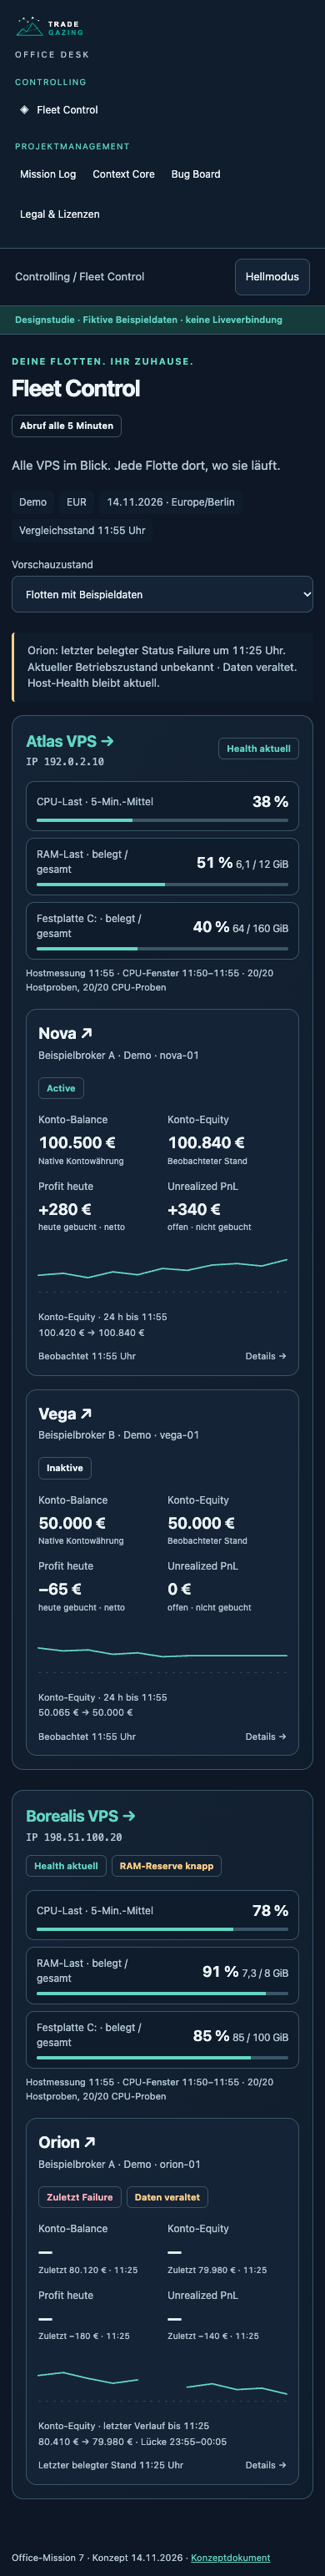 TRADE
GAZING
OFFICE DESK
CONTROLLING
Fleet Control
PROJEKTMANAGEMENT
Mission Log Context Core Bug Board
Legal & Lizenzen
Controlling / Fleet Control Hellmodus
Designstudie · Fiktive Beispieldaten · keine Liveverbindung
DEINE FLOTTEN. IHR ZUHAUSE.
Fleet Control
Abruf alle 5 Minuten
Alle VPS im Blick. Jede Flotte dort, wo sie läuft.
Demo EUR 14.11.2026 · Europe/Berlin
Vergleichsstand 11:55 Uhr
Vorschauzustand
Flotten mit Beispieldaten
Orion: letzter belegter Status Failure um 11:25 Uhr.
Aktueller Betriebszustand unbekannt · Daten veraltet.
Host-Health bleibt aktuell.
Atlas VPS → Health aktuell
IP 192.0.2.10
CPU-Last · 5-Min.-Mittel 38 %
RAM-Last · belegt /
gesamt 51 % 6,1 / 12 GiB
Festplatte C: · belegt /
gesamt 40 % 64 / 160 GiB
Hostmessung 11:55 · CPU-Fenster 11:50–11:55 · 20/20
Hostproben, 20/20 CPU-Proben
Nova ↗
Beispielbroker A · Demo · nova-01
Active
Konto-Balance Konto-Equity
100.500 € 100.840 €
Native Kontowährung Beobachteter Stand
Profit heute Unrealized PnL
+280 € +340 €
heute gebucht · netto offen · nicht gebucht
Konto-Equity · 24 h bis 11:55
100.420 € → 100.840 €
Beobachtet 11:55 Uhr Details →
Vega ↗
Beispielbroker B · Demo · vega-01
Inaktive
Konto-Balance Konto-Equity
50.000 € 50.000 €
Native Kontowährung Beobachteter Stand
Profit heute Unrealized PnL
−65 € 0 €
heute gebucht · netto offen · nicht gebucht
Konto-Equity · 24 h bis 11:55
50.065 € → 50.000 €
Beobachtet 11:55 Uhr Details →
Borealis VPS →
IP 198.51.100.20
Health aktuell RAM-Reserve knapp
CPU-Last · 5-Min.-Mittel 78 %
RAM-Last · belegt /
gesamt 91 % 7,3 / 8 GiB
Festplatte C: · belegt /
gesamt 85 % 85 / 100 GiB
Hostmessung 11:55 · CPU-Fenster 11:50–11:55 · 20/20
Hostproben, 20/20 CPU-Proben
Orion ↗
Beispielbroker A · Demo · orion-01
Zuletzt Failure Daten veraltet
Konto-Balance Konto-Equity
— —
Zuletzt 80.120 € · 11:25 Zuletzt 79.980 € · 11:25
Profit heute Unrealized PnL
— —
Zuletzt −180 € · 11:25 Zuletzt −140 € · 11:25
Konto-Equity · letzter Verlauf bis 11:25
80.410 € → 79.980 € · Lücke 23:55–00:05
Letzter belegter Stand 11:25 Uhr Details →
Office-Mission 7 · Konzept 14.11.2026 · Konzeptdokument